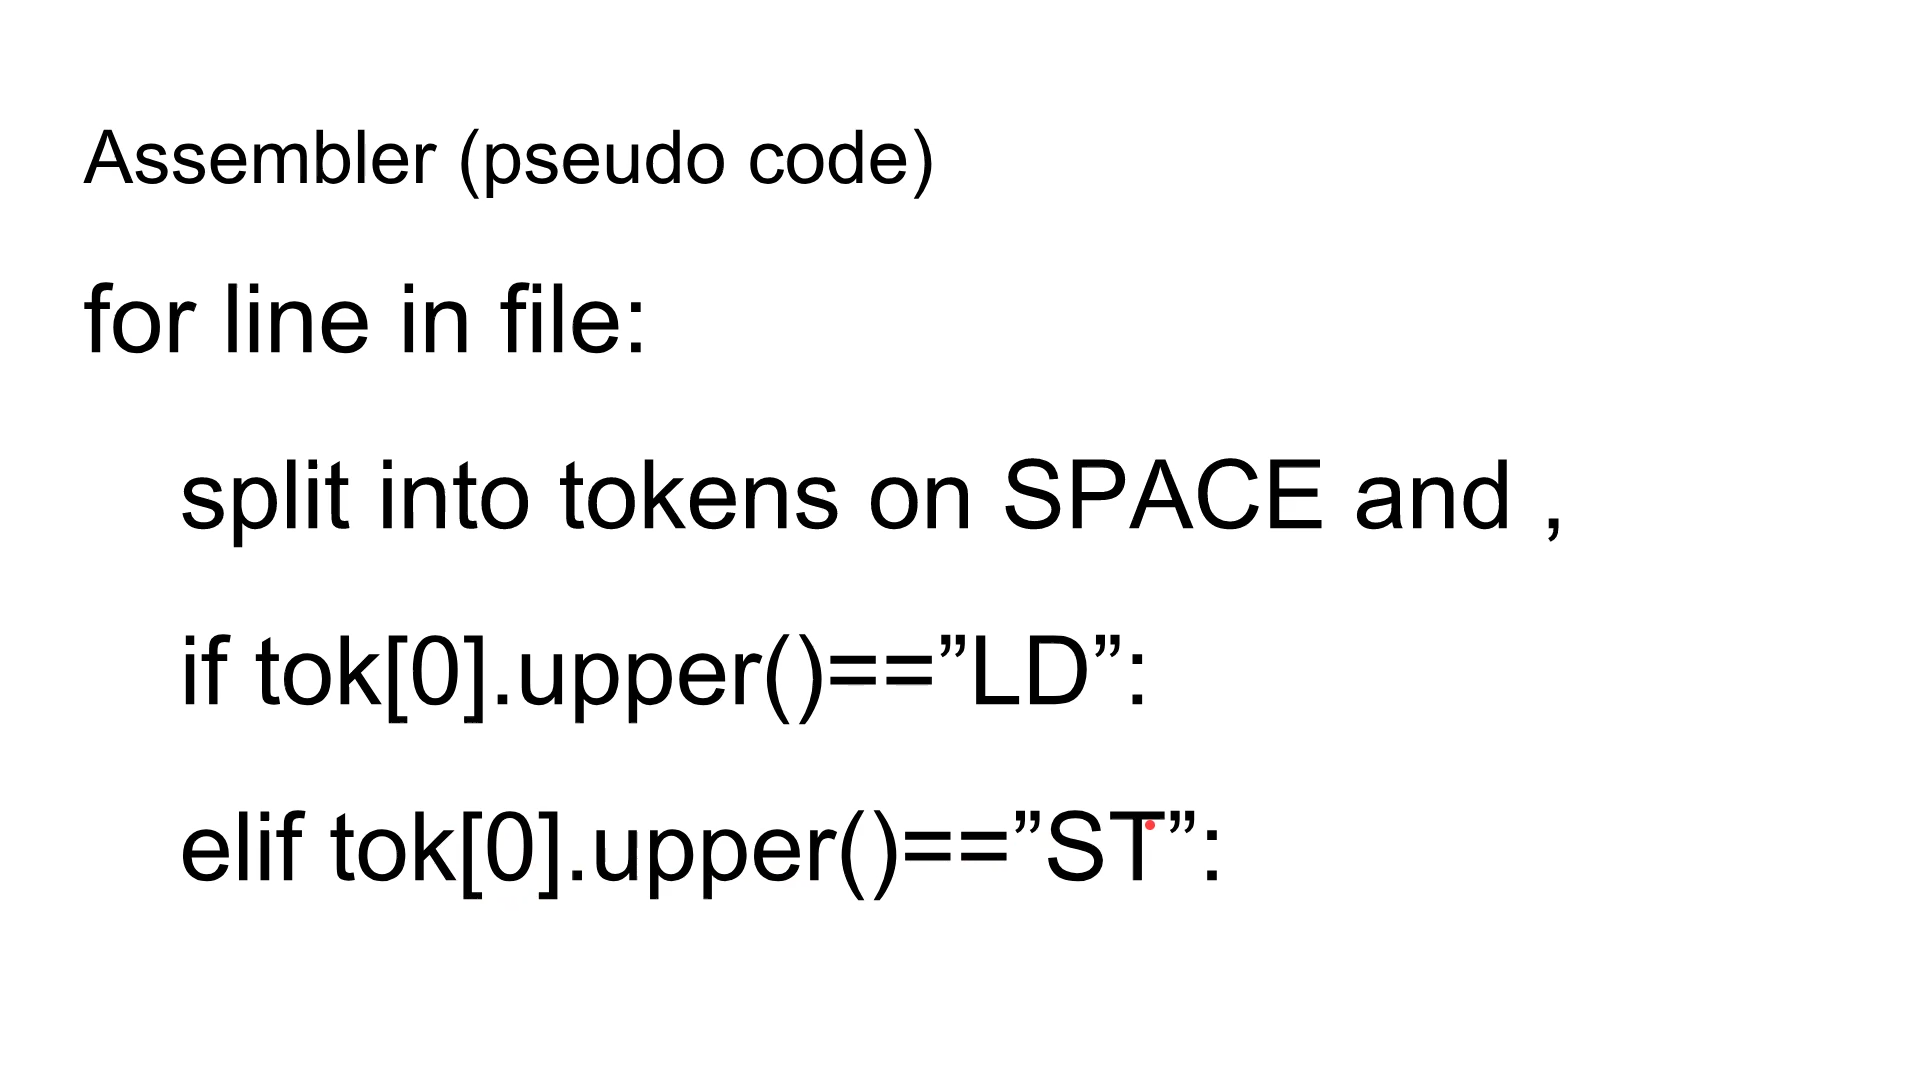 Assembler (pseudo code)
for line in file:
split into tokens on SPACE and ,
if tok[0].upper()==”LD”:
elif tok[0].upper()==”ST”: